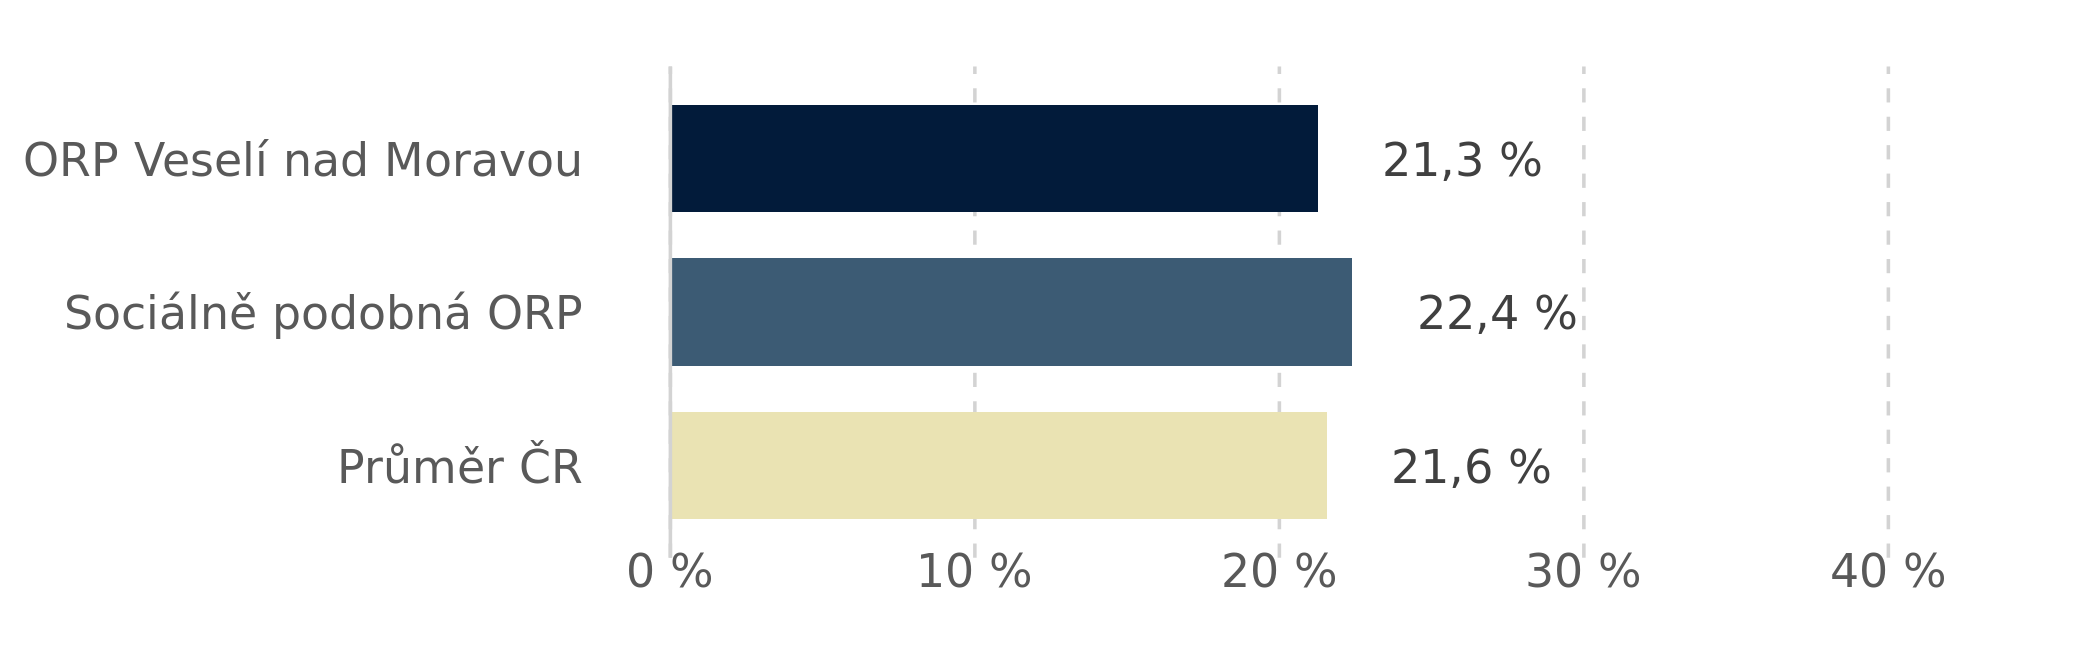 ORP Veselí nad Moravou
21,3 %
Sociálně podobná ORP
22,4 %
Průměr ČR
21,6 %
0 % 10 % 20 % 30 % 40 %